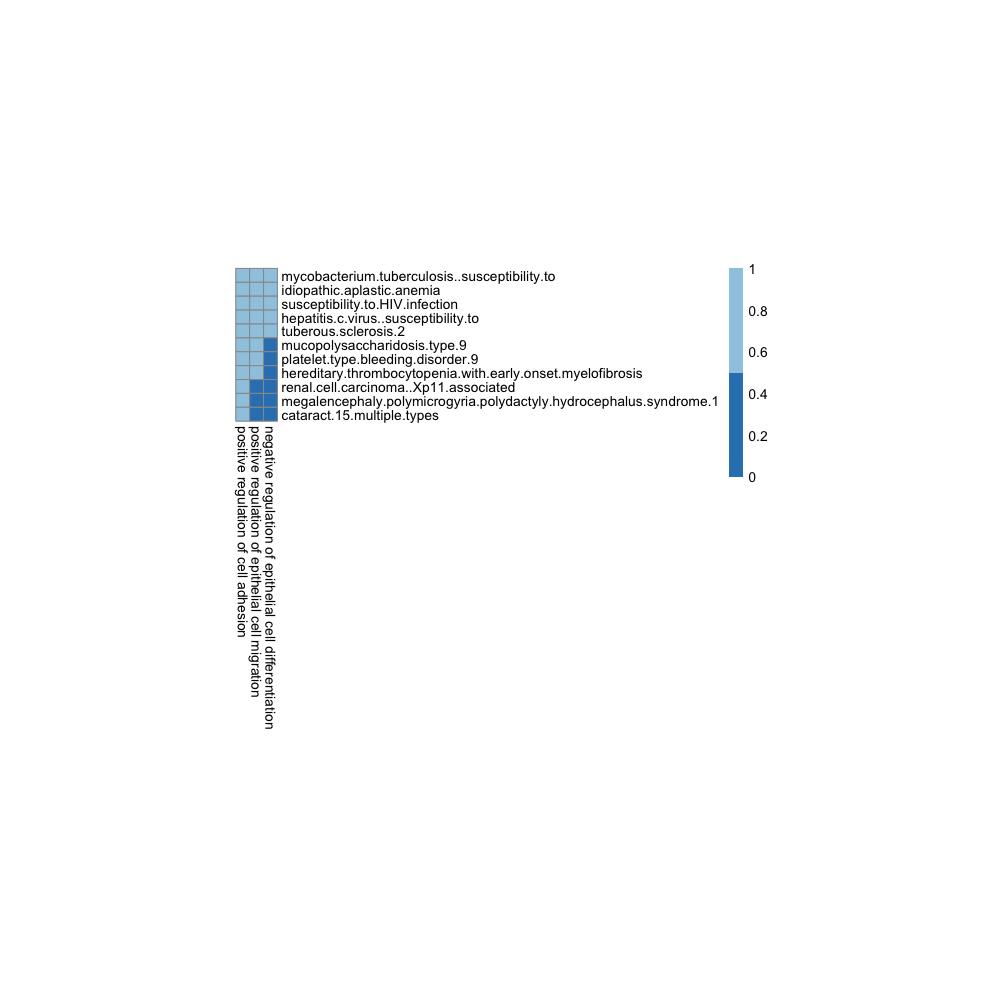 mycobacterium.tuberculosis..susceptibility.to
idiopathic.aplastic.anemia
susceptibility.to.HIV.infection
hepatitis.c.virus..susceptibility.to
tuberous.sclerosis.2
mucopolysaccharidosis.type.9
platelet.type.bleeding.disorder.9
hereditary.thrombocytopenia.with.early.onset.myelofibrosis
renal.cell.carcinoma..Xp11.associated
megalencephaly.polymicrogyria.polydactyly.hydrocephalus.syndrome.1
cataract.15.multiple.types
positive regulation of cell adhesion
positive regulation of epithelial cell migration
negative regulation of epithelial cell differentiation
1
0.8
0.6
0.4
0.2
0